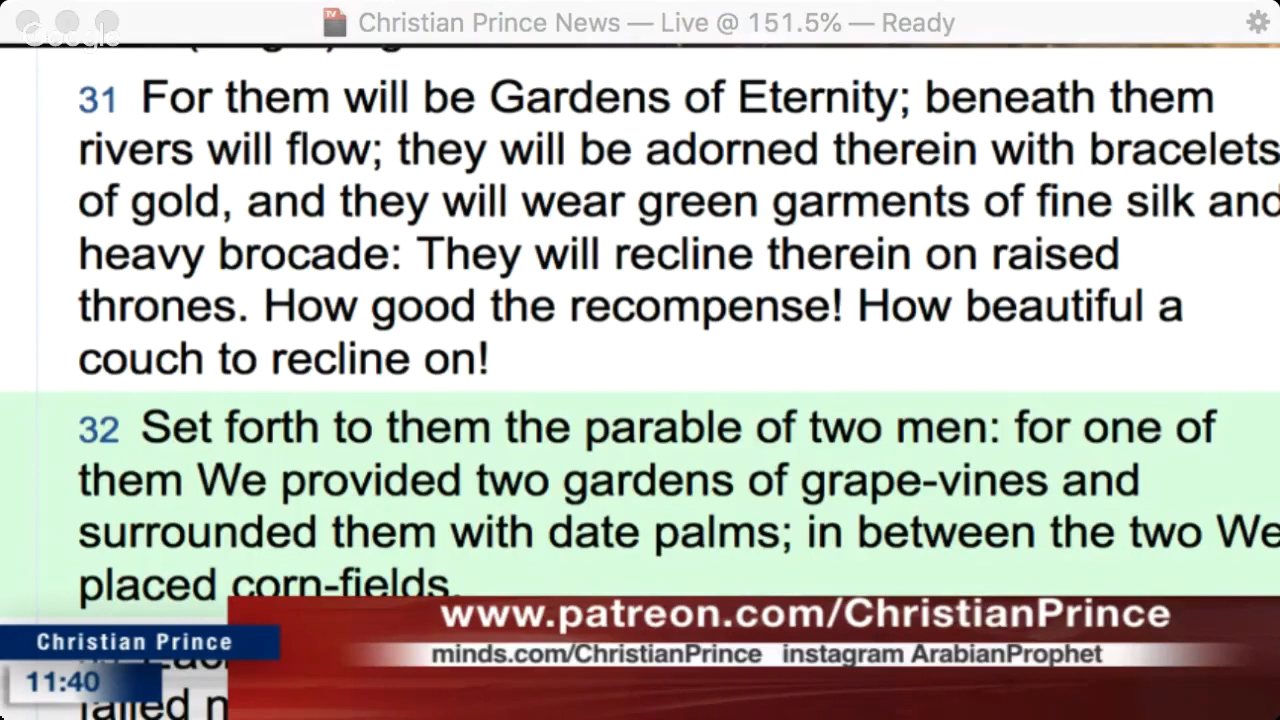 Christian Prince News — Live @ 151.5% — Ready
Google
31 For them will be Gardens of Eternity; beneath them
rivers will flow; they will be adorned therein with bracelets
of gold, and they will wear green garments of fine silk and
heavy brocade: They will recline therein on raised
thrones. How good the recompense! How beautiful a
couch to recline on!
32 Set forth to them the parable of two men: for one of
them We provided two gardens of grape-vines and
surrounded them with date palms; in between the two We
placed corn-fields.
www.patreon.com/ChristianPrince
Christian Prince
minds.com/ChristianPrince instagram ArabianProphet
11:40
failed n